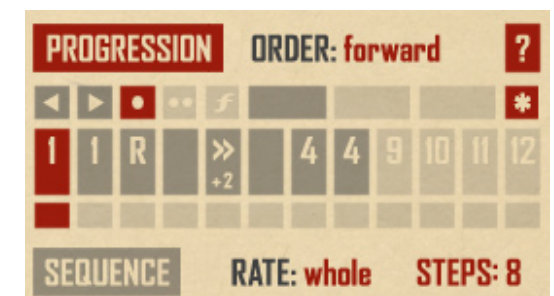 PROGRESSION ORDER: forward ?
f *
1 1 R » 4 4 9 10 11 12
+2
SEQUENCE RATE: whole STEPS: 8